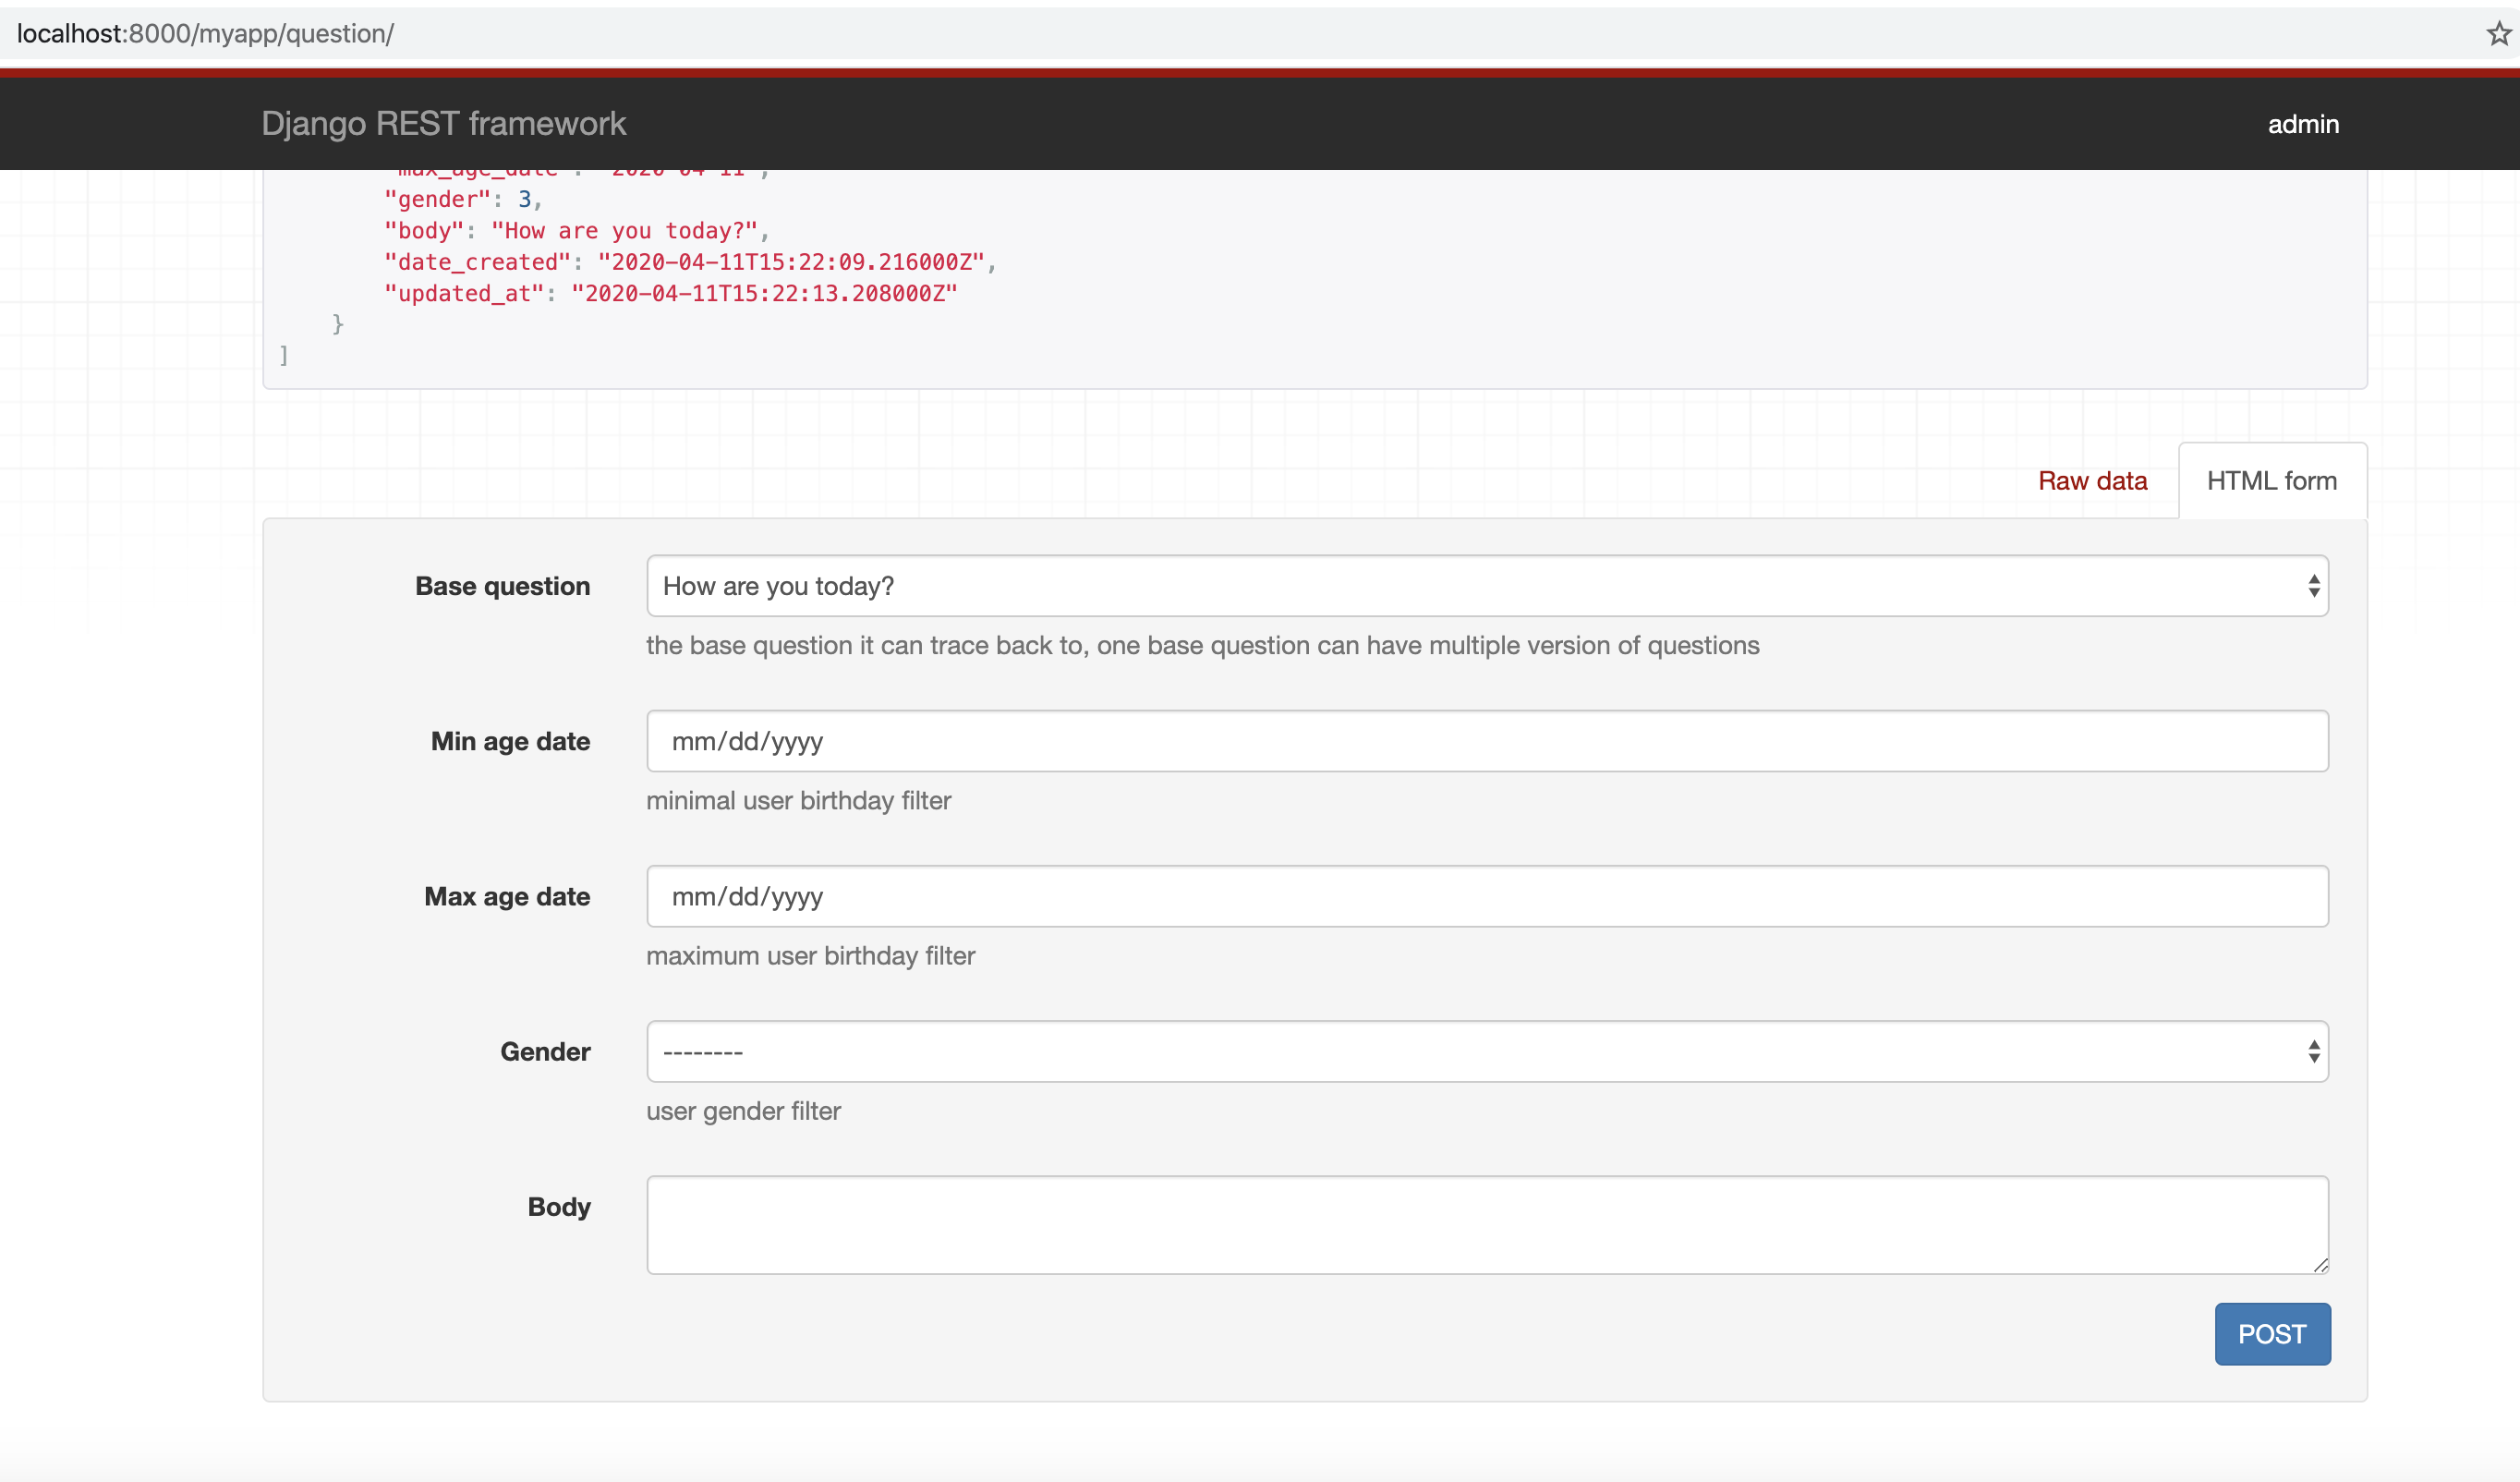 localhost:8000/myapp/question/
Django REST framework
admin
"max_age_date": "2020-04-11",
"gender": 3,
"body": "How are you today?",
"date_created": "2020-04-11T15:22:09.216000Z",
"updated_at": "2020-04-11T15:22:13.208000Z"
}
]
Raw data
HTML form
Base question
How are you today?
the base question it can trace back to, one base question can have multiple version of questions
Min age date
mm/dd/yyyy
minimal user birthday filter
Max age date
mm/dd/yyyy
maximum user birthday filter
Gender
--------
user gender filter
Body
POST